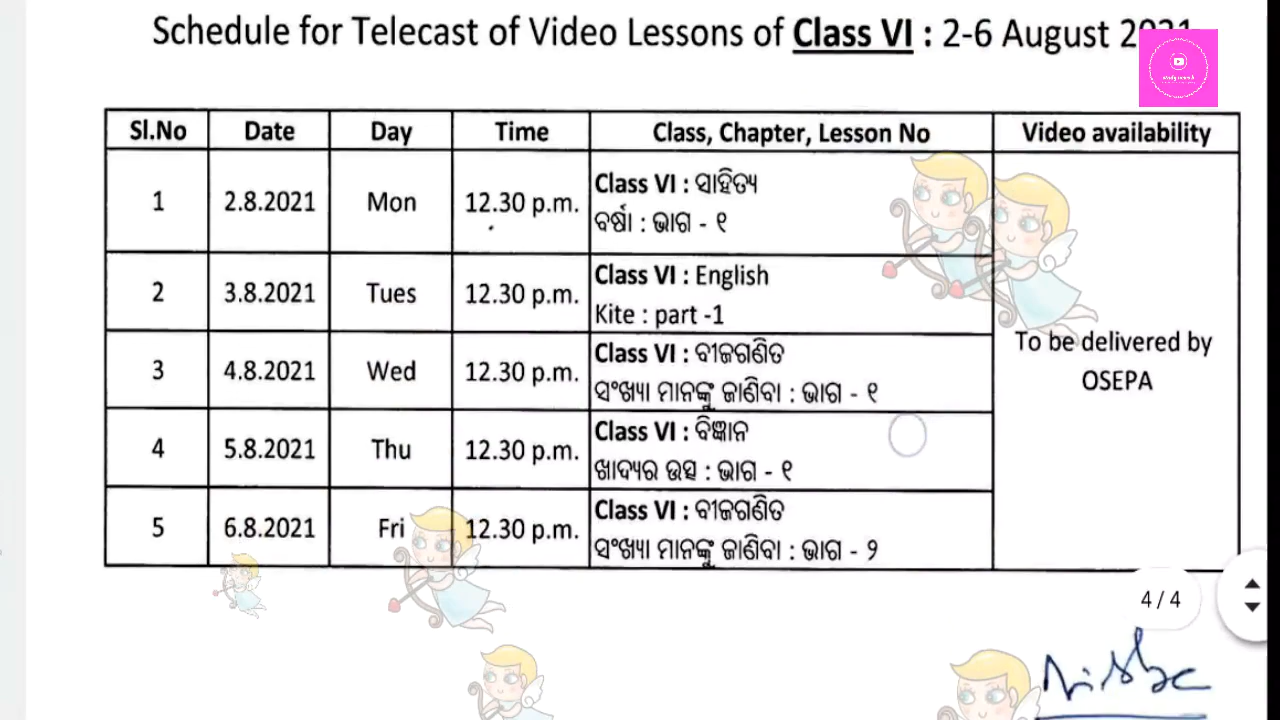 Schedule for Telecast of Video Lessons of Class VI : 2-6 August 2021
Sl.No Date Day Time Class, Chapter, Lesson No Video availability
1 2.8.2021 Mon 12.30 p.m. Class VI : ସାହିତ୍ୟ
ବର୍ଷା : ଭାଗ - ୧
2 3.8.2021 Tues 12.30 p.m. Class VI : English
Kite : part -1
3 4.8.2021 Wed 12.30 p.m. Class VI : ବୀଜଗଣିତ
ସଂଖ୍ୟା ମାନଙ୍କୁ ଜାଣିବା : ଭାଗ - ୧
4 5.8.2021 Thu 12.30 p.m. Class VI : ବିଜ୍ଞାନ
ଖାଦ୍ୟର ଉତ୍ସ : ଭାଗ - ୧
5 6.8.2021 Fri 12.30 p.m. Class VI : ବୀଜଗଣିତ
ସଂଖ୍ୟା ମାନଙ୍କୁ ଜାଣିବା : ଭାଗ - ୨
To be delivered by
OSEPA
4 / 4